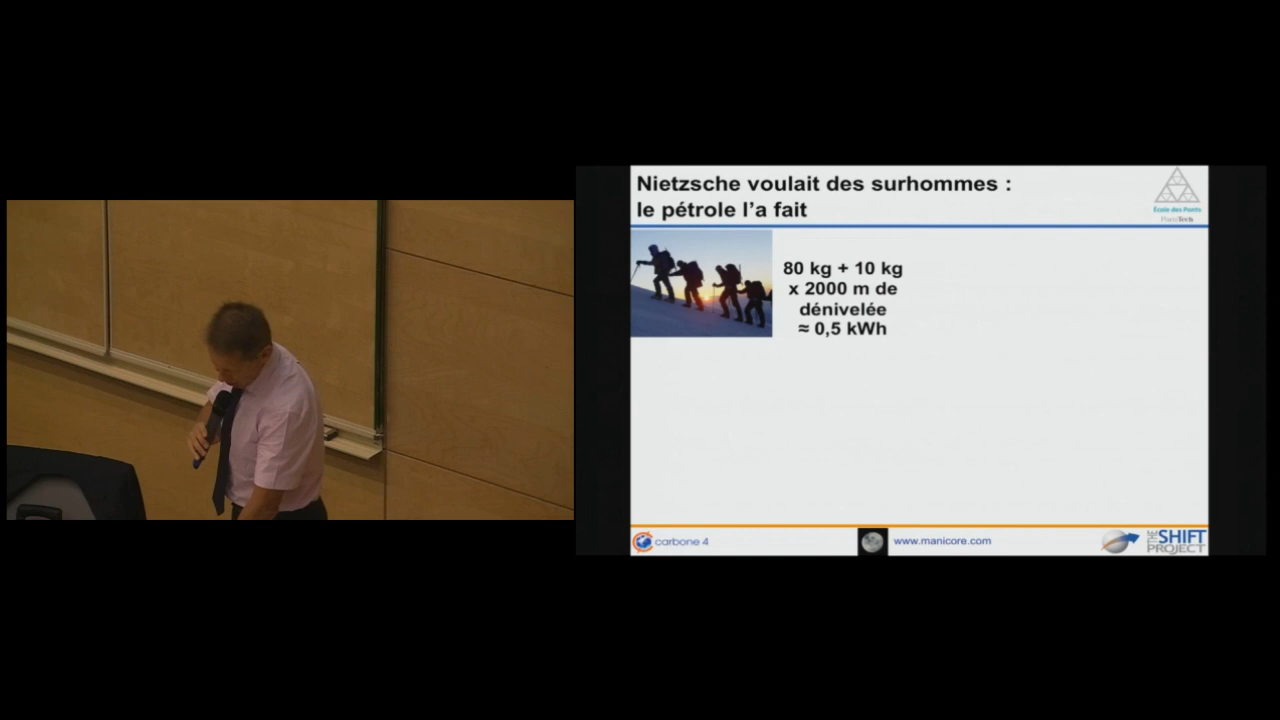 Nietzsche voulait des surhommes :
le pétrole l'a fait
École des Ponts
ParisTech
80 kg + 10 kg
x 2000 m de
dénivelée
≈ 0,5 kWh
carbone 4
www.manicore.com
THE SHIFT
PROJECT